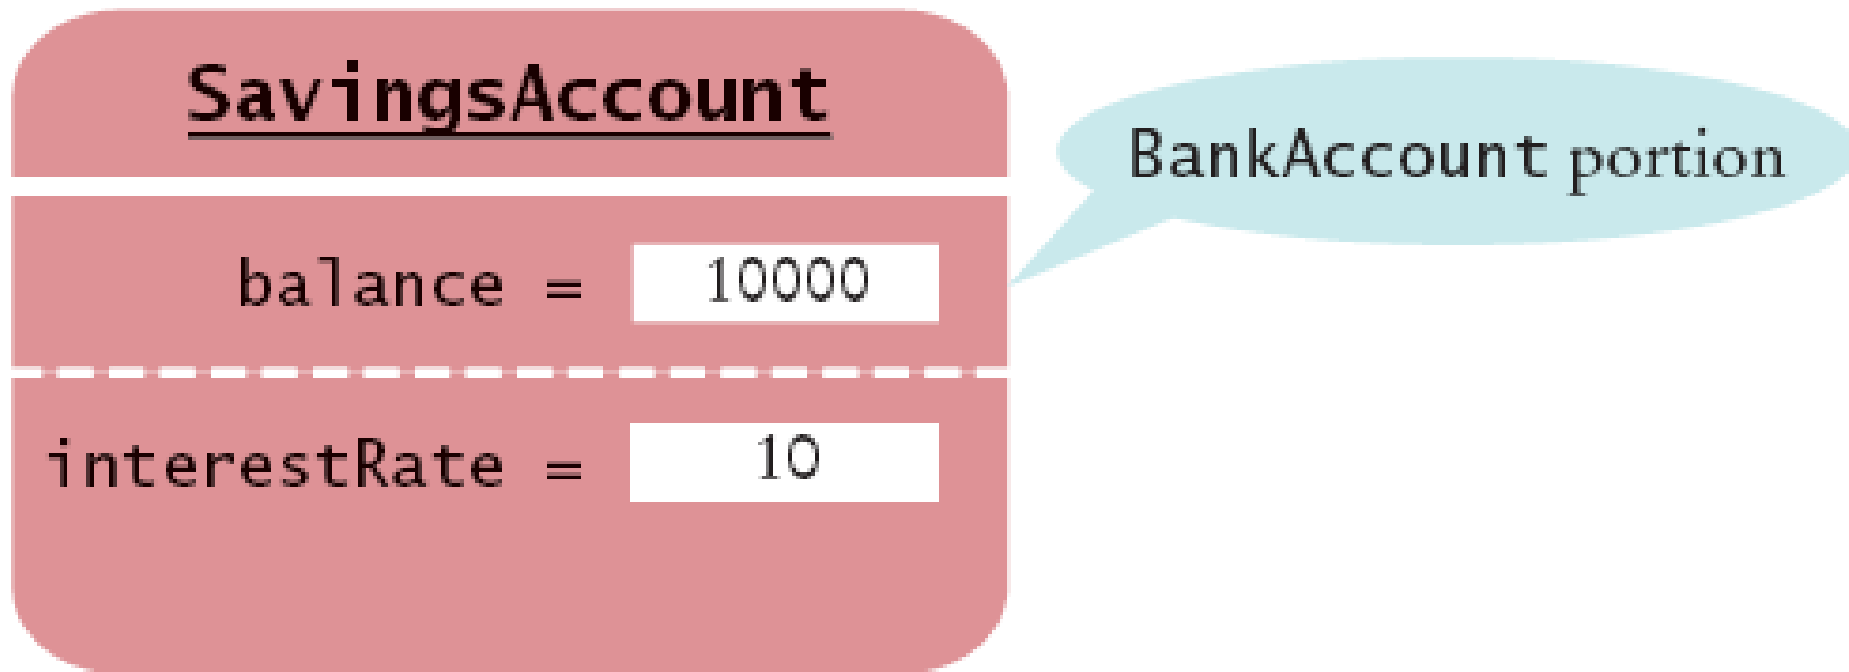 SavingsAccount
BankAccount portion
balance = 10000
interestRate = 10